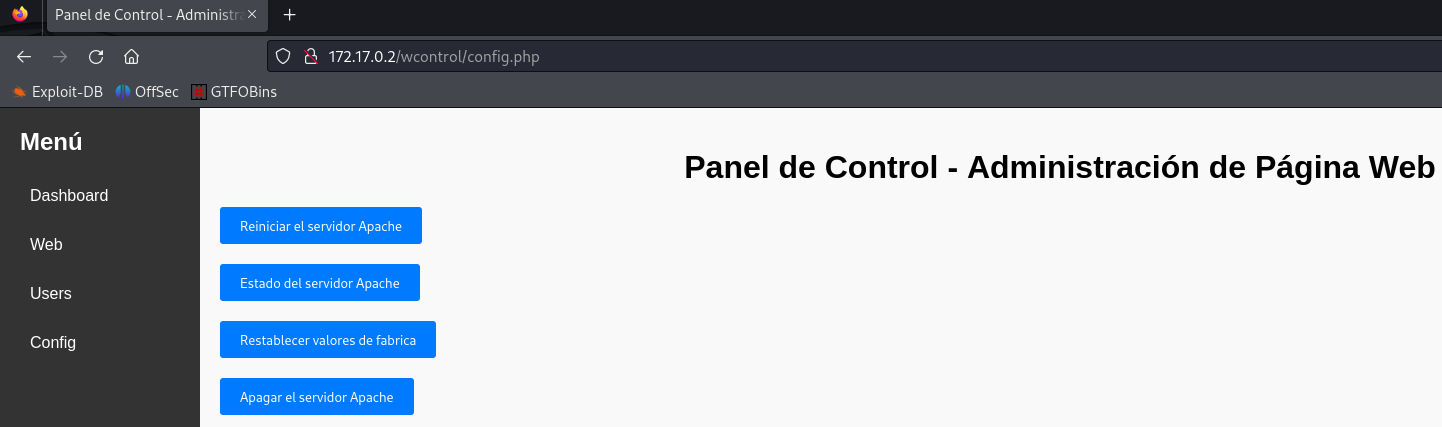 Panel de Control - Administra
172.17.0.2/wcontrol/config.php
Exploit-DB OffSec GTFOBins
Menú
Dashboard
Web
Users
Config
Panel de Control - Administración de Página Web
Reiniciar el servidor Apache
Estado del servidor Apache
Restablecer valores de fabrica
Apagar el servidor Apache